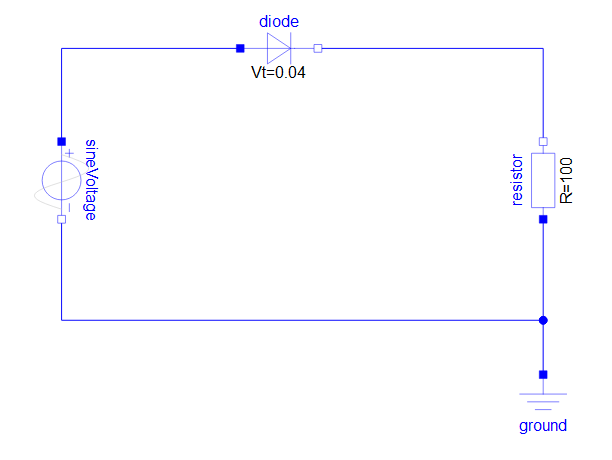 diode
Vt=0.04
+
sineVoltage
−
resistor
R=100
ground